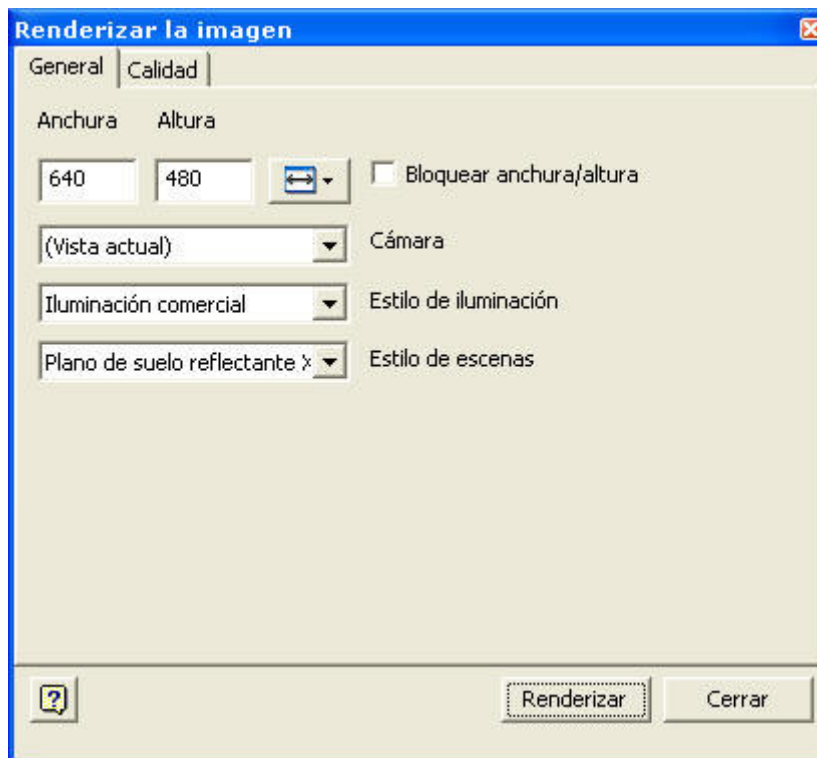 Renderizar la imagen
General Calidad
Anchura Altura
640 480 Bloquear anchura/altura
(Vista actual) Cámara
Iluminación comercial Estilo de iluminación
Plano de suelo reflectante X Estilo de escenas
? Renderizar Cerrar